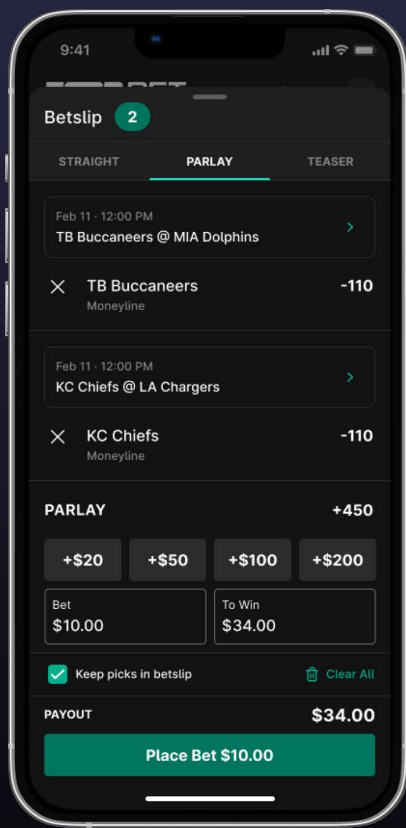 9:41
Betslip 2
STRAIGHT PARLAY TEASER
Feb 11 · 12:00 PM
TB Buccaneers @ MIA Dolphins
TB Buccaneers -110
Moneyline
Feb 11 · 12:00 PM
KC Chiefs @ LA Chargers
KC Chiefs -110
Moneyline
PARLAY +450
+$20 +$50 +$100 +$200
Bet To Win
$10.00 $34.00
Keep picks in betslip Clear All
PAYOUT $34.00
Place Bet $10.00